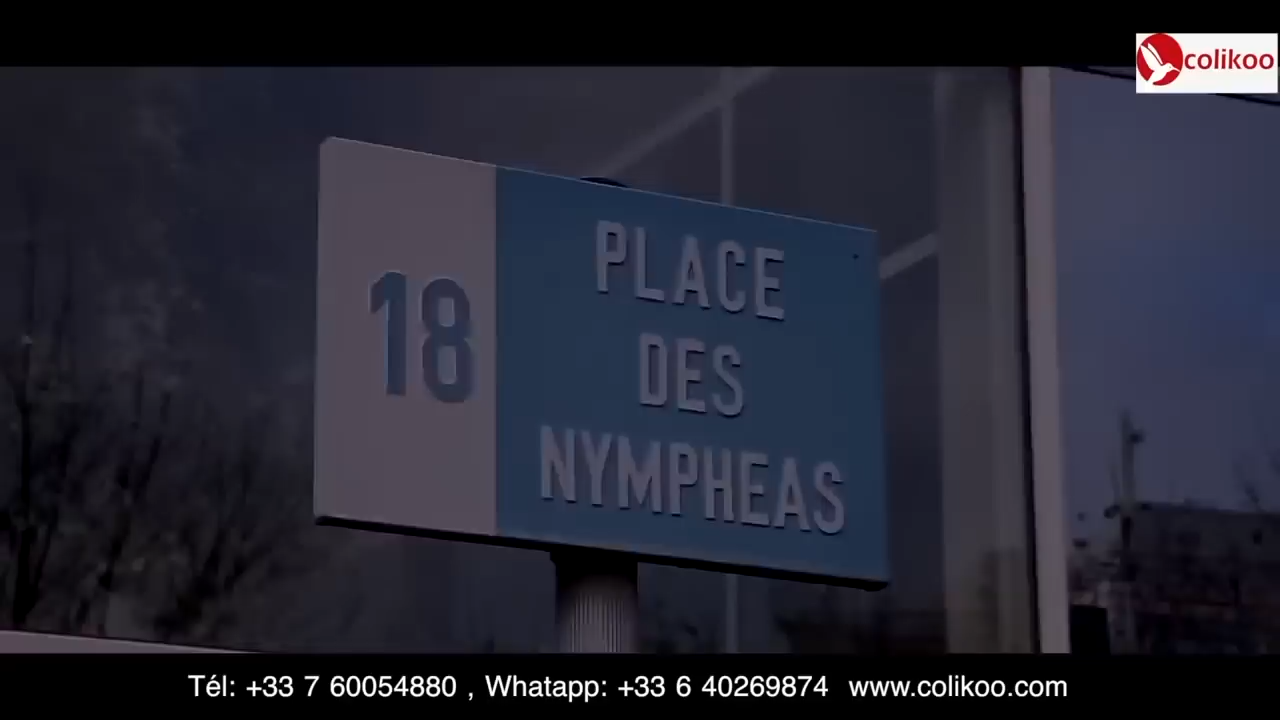 colikoo
18
PLACE
DES
NYMPHEAS
Tél: +33 7 60054880 , Whatapp: +33 6 40269874 www.colikoo.com